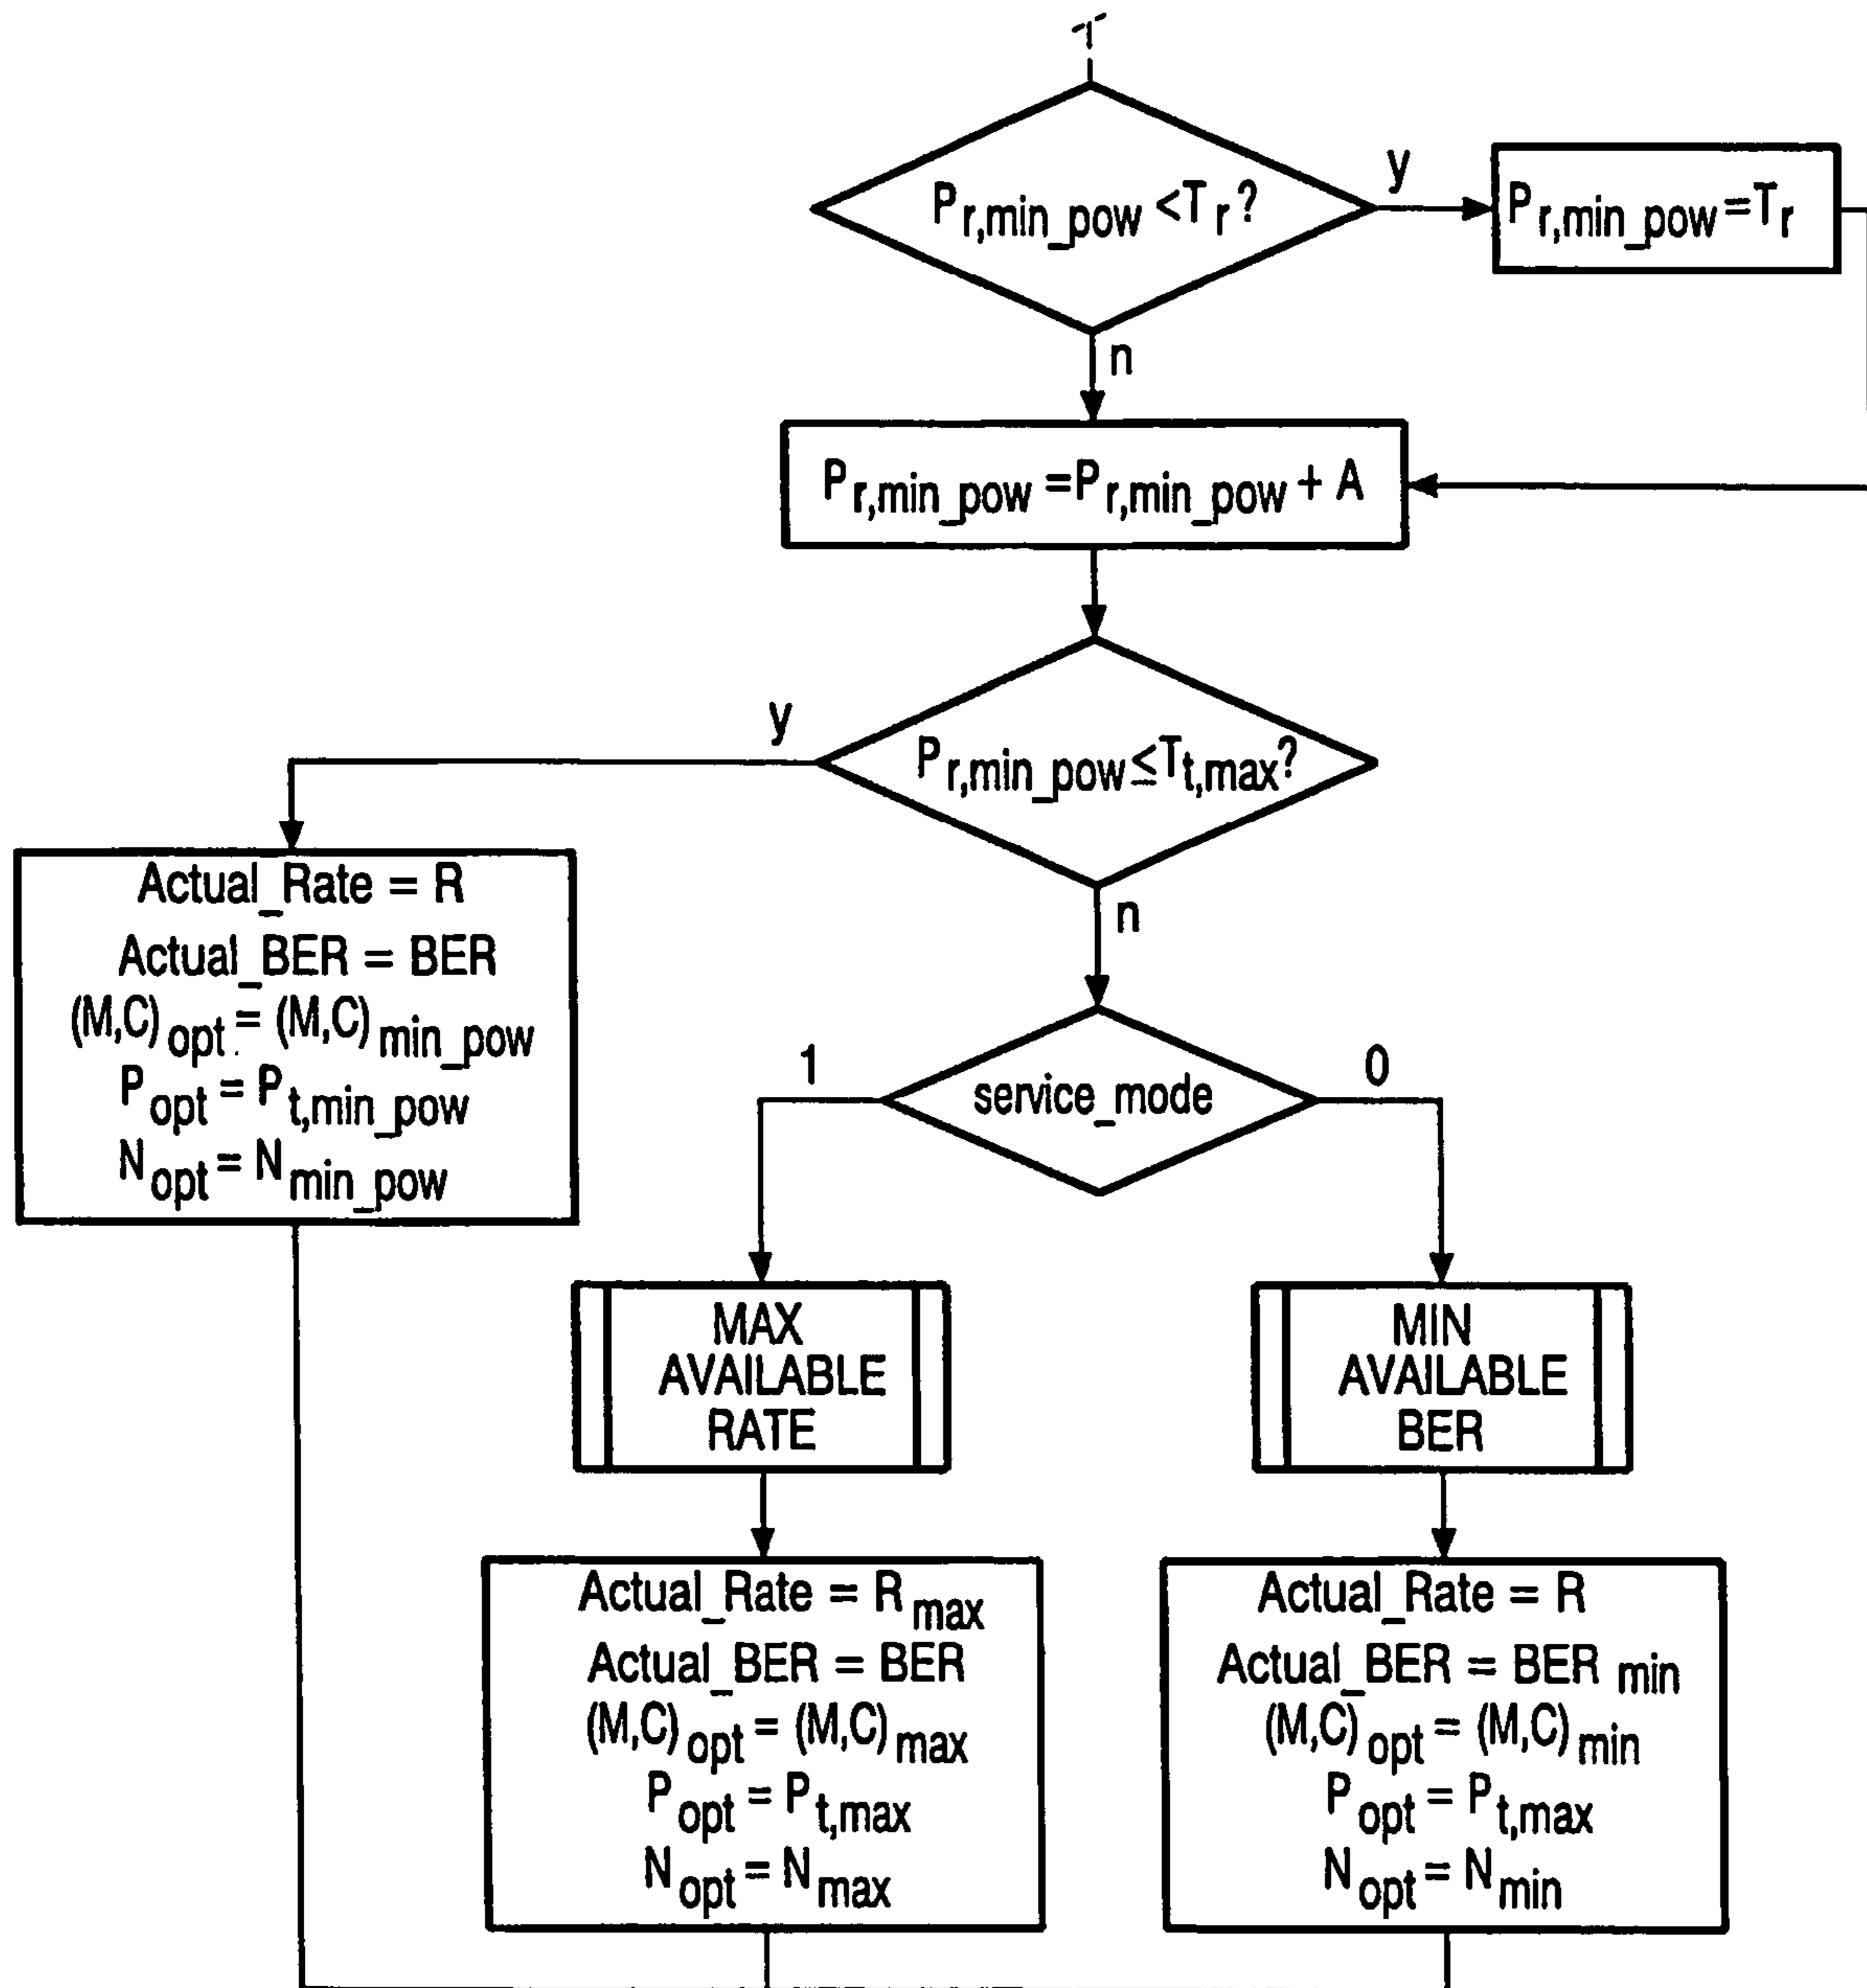 P r,min_pow <T r ?
y
P r,min_pow =T r
n
P r,min_pow =P r,min_pow + A
y
P r,min_pow ≤T t,max ?
n
Actual_Rate = R
Actual_BER = BER
(M,C) opt = (M,C) min_pow
P opt = P t,min_pow
N opt = N min_pow
1
service_mode
0
MAX
AVAILABLE
RATE
MIN
AVAILABLE
BER
Actual_Rate = R max
Actual_BER = BER
(M,C) opt = (M,C) max
P opt = P t,max
N opt = N max
Actual_Rate = R
Actual_BER = BER min
(M,C) opt = (M,C) min
P opt = P t,max
N opt = N min